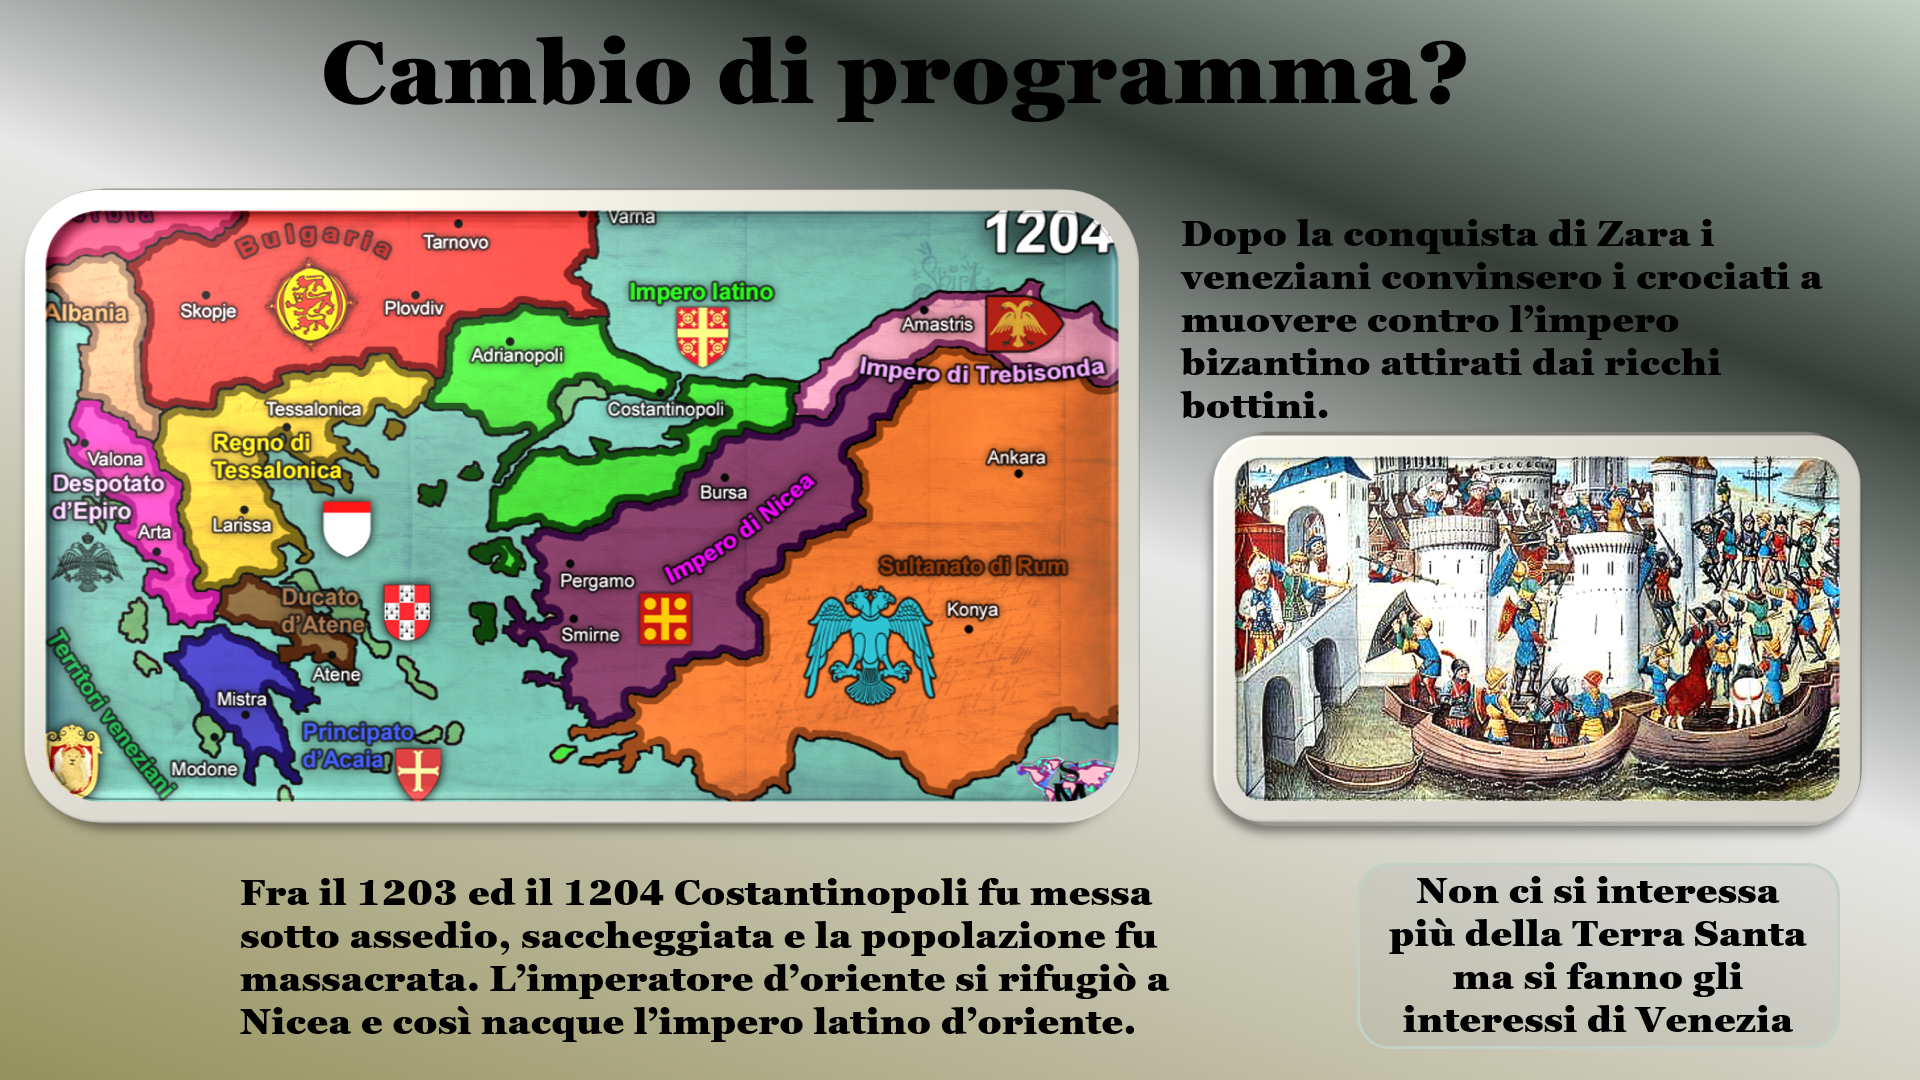 Cambio di programma?
1204
Varna
Bulgaria
Tarnovo
Impero latino
Albania
Skopje
Plovdiv
Amastris
Adrianopoli
Impero di Trebisonda
Tessalonica
Costantinopoli
Regno di
Tessalonica
Ankara
Valona
Despotato
d’Epiro
Bursa
Impero di Nicea
Larissa
Arta
Pergamo
Sultanato di Rum
Ducato
d'Atene
Konya
Smirne
Atene
Territori veneziani
Mistra
Principato
d'Acaia
Modone
S
M
Dopo la conquista di Zara i
veneziani convinsero i crociati a
muovere contro l’impero
bizantino attirati dai ricchi
bottini.
Fra il 1203 ed il 1204 Costantinopoli fu messa
sotto assedio, saccheggiata e la popolazione fu
massacrata. L’imperatore d’oriente si rifugiò a
Nicea e così nacque l’impero latino d’oriente.
Non ci si interessa
più della Terra Santa
ma si fanno gli
interessi di Venezia